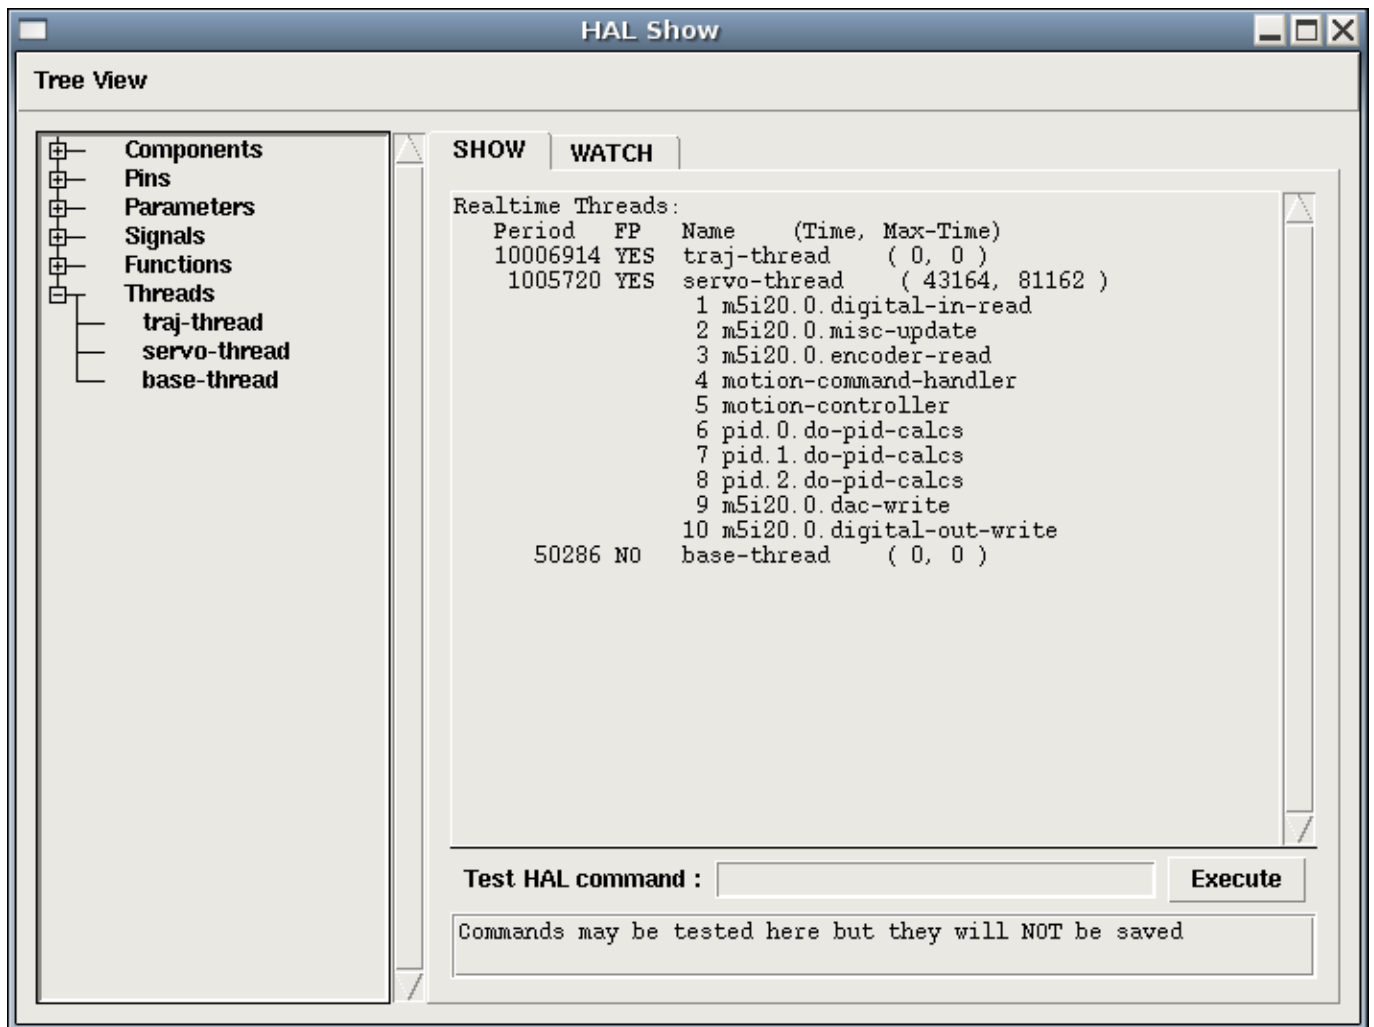 HAL Show
Tree View
Components
Pins
Parameters
Signals
Functions
Threads
traj-thread
servo-thread
base-thread
SHOW WATCH
Realtime Threads:
Period FP Name (Time, Max-Time)
10006914 YES traj-thread ( 0, 0 )
1005720 YES servo-thread ( 43164, 81162 )
1 m5i20.0.digital-in-read
2 m5i20.0.misc-update
3 m5i20.0.encoder-read
4 motion-command-handler
5 motion-controller
6 pid.0.do-pid-calcs
7 pid.1.do-pid-calcs
8 pid.2.do-pid-calcs
9 m5i20.0.dac-write
10 m5i20.0.digital-out-write
50286 NO base-thread ( 0, 0 )
Test HAL command : Execute
Commands may be tested here but they will NOT be saved